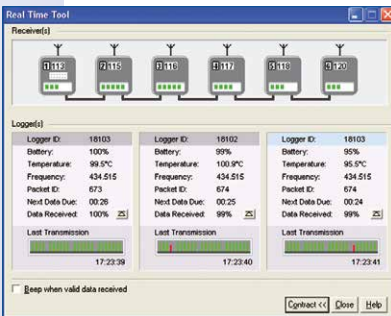 Real Time Tool
Receiver(s)
1 113
2 115
3 116
4 117
5 118
6 120
Logger(s)
Logger ID: 18103
Battery: 100%
Temperature: 99.5°C
Frequency: 434.515
Packet ID: 673
Next Data Due: 00:26
Data Received: 100%
Last Transmission
17:23:39
Logger ID: 18102
Battery: 99%
Temperature: 100.9°C
Frequency: 434.515
Packet ID: 674
Next Data Due: 00:25
Data Received: 99%
Last Transmission
17:23:40
Logger ID: 18103
Battery: 95%
Temperature: 95.5°C
Frequency: 434.515
Packet ID: 674
Next Data Due: 00:24
Data Received: 99%
Last Transmission
17:23:41
Beep when valid data received
Contract << Close Help